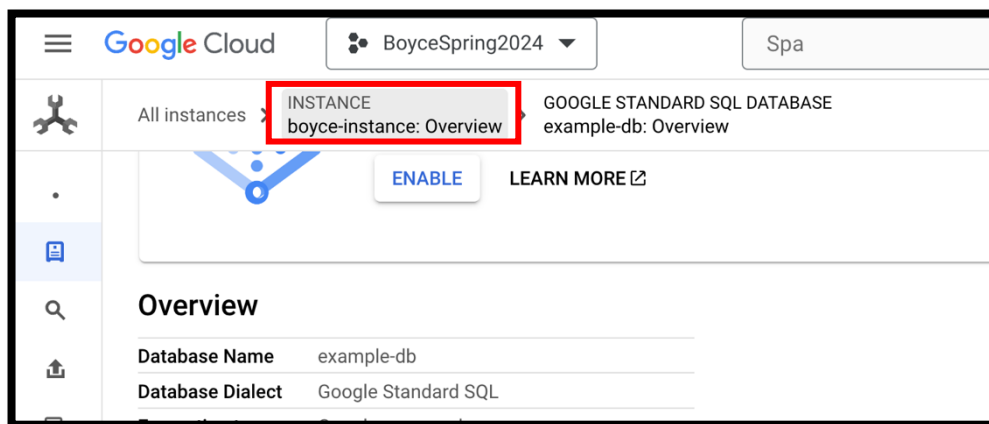 Google Cloud
BoyceSpring2024
Spa
All instances
INSTANCE
boyce-instance: Overview
GOOGLE STANDARD SQL DATABASE
example-db: Overview
ENABLE
LEARN MORE
Overview
Database Name example-db
Database Dialect Google Standard SQL